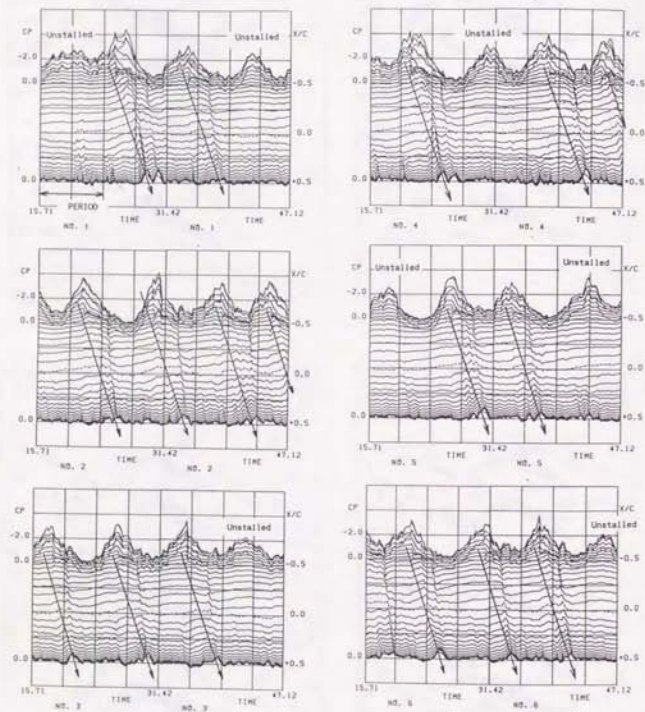 CP Unstalled Unstalled X/C
-2.0
0.0 -0.5
0.0
0.0 +0.5
PERIOD
15.71 TIME 31.42 TIME 47.12
NO. 1 NO. 1
CP Unstalled Unstalled X/C
-2.0
0.0 -0.5
0.0
0.0 +0.5
15.71 TIME 31.42 TIME 47.12
NO. 4 NO. 4
CP X/C
-2.0
0.0 -0.5
0.0
0.0 +0.5
15.71 TIME 31.42 TIME 47.12
NO. 2 NO. 2
CP Unstalled Unstalled X/C
-2.0
0.0 -0.5
0.0
0.0 +0.5
15.71 TIME 31.42 TIME 47.12
NO. 5 NO. 5
CP Unstalled X/C
-2.0
0.0 -0.5
0.0
0.0 +0.5
15.71 TIME 31.42 TIME 47.12
NO. 3 NO. 3
CP Unstalled X/C
-2.0
0.0 -0.5
0.0
0.0 +0.5
15.71 TIME 31.42 TIME 47.12
NO. 6 NO. 6